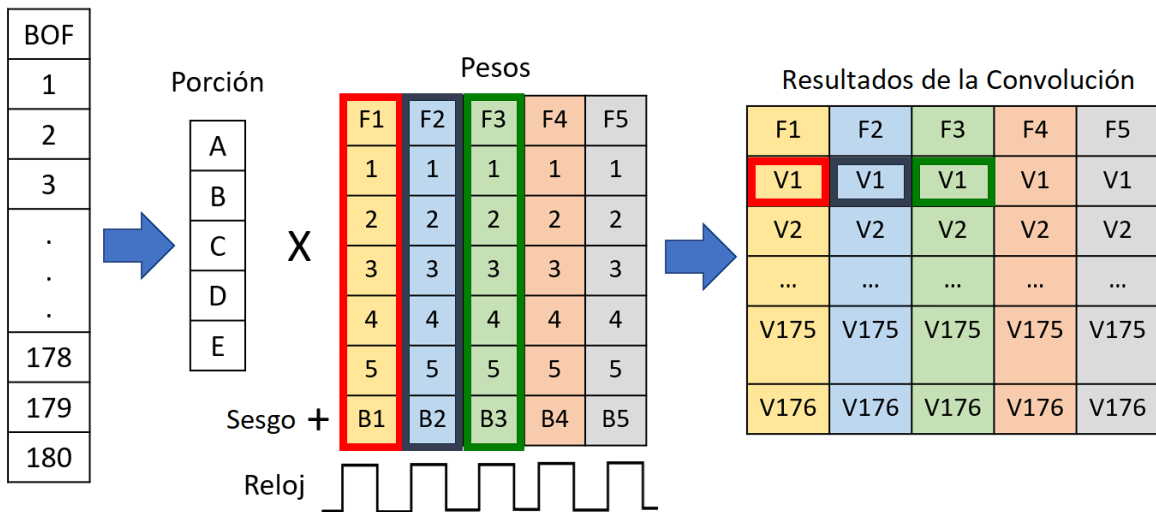 BOF
1
2
3
.
.
.
178
179
180
Porción
A
B
C
D
E
X
Pesos
F1 F2 F3 F4 F5
1 1 1 1 1
2 2 2 2 2
3 3 3 3 3
4 4 4 4 4
5 5 5 5 5
Sesgo + B1 B2 B3 B4 B5
Reloj
Resultados de la Convolución
F1 F2 F3 F4 F5
V1 V1 V1 V1 V1
V2 V2 V2 V2 V2
... ... ... ... ...
V175 V175 V175 V175 V175
V176 V176 V176 V176 V176